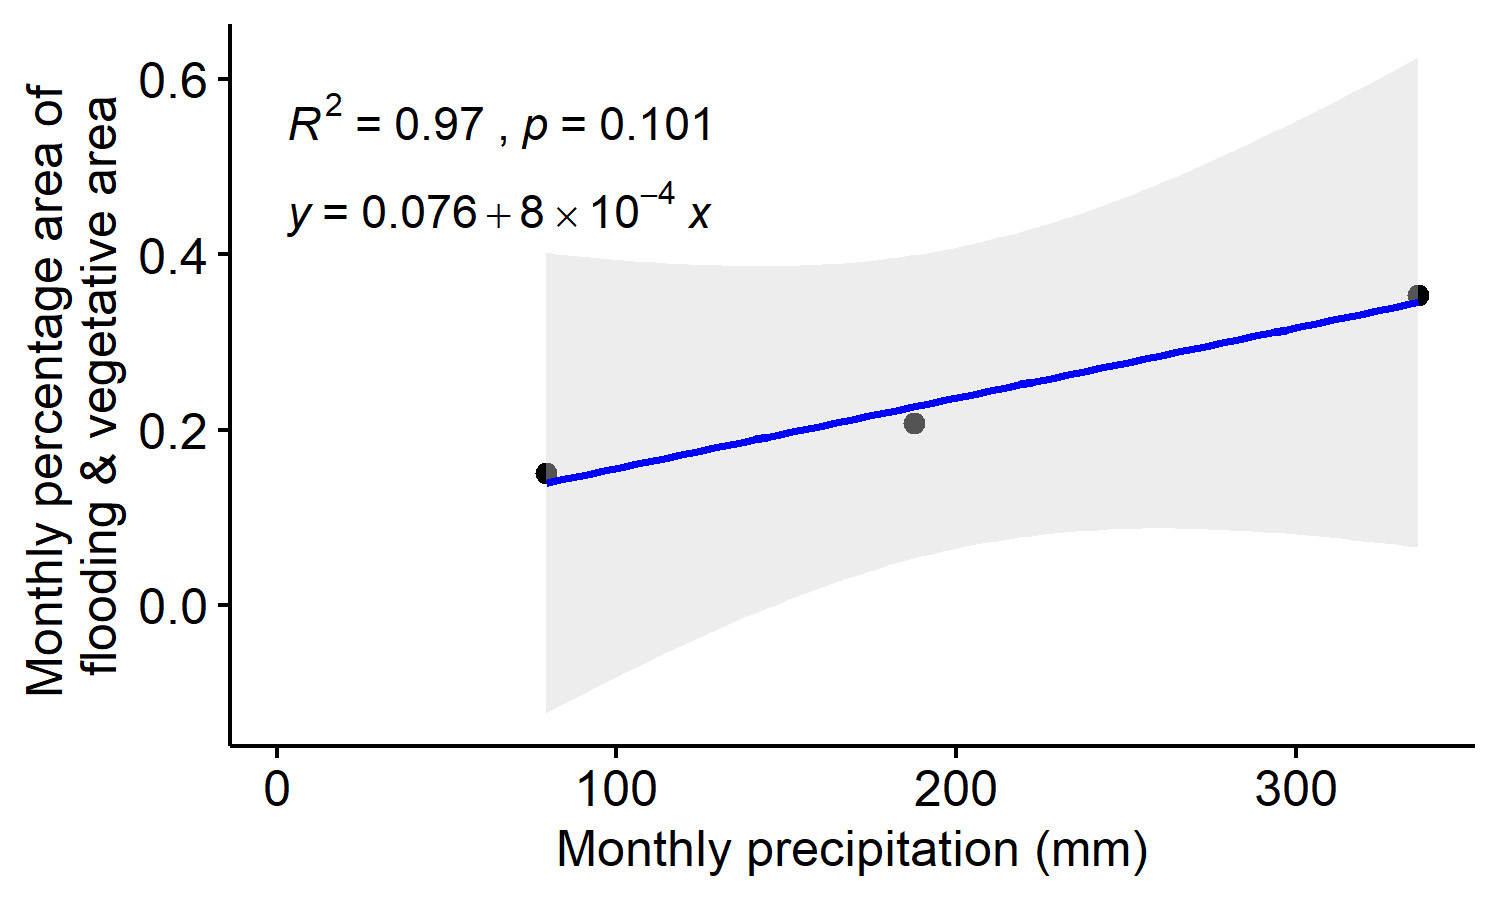 Monthly percentage area of
flooding & vegetative area
0.6
0.4
0.2
0.0
R² = 0.97 , p = 0.101
y = 0.076 + 8 × 10⁻⁴ x
0 100 200 300
Monthly precipitation (mm)